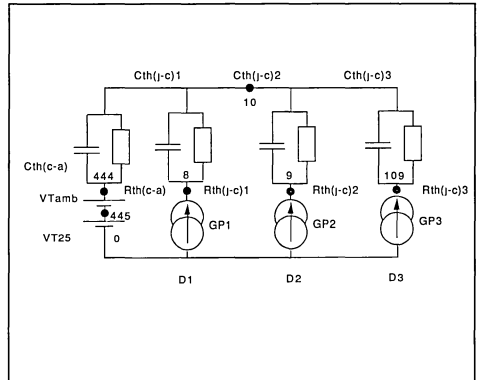 Cth(j-c)1 Cth(j-c)2 Cth(j-c)3
10
Cth(c-a)
444 8 9 109
Rth(c-a) Rth(j-c)1 Rth(j-c)2 Rth(j-c)3
VTamb
445 GP1 GP2 GP3
VT25 0
D1 D2 D3